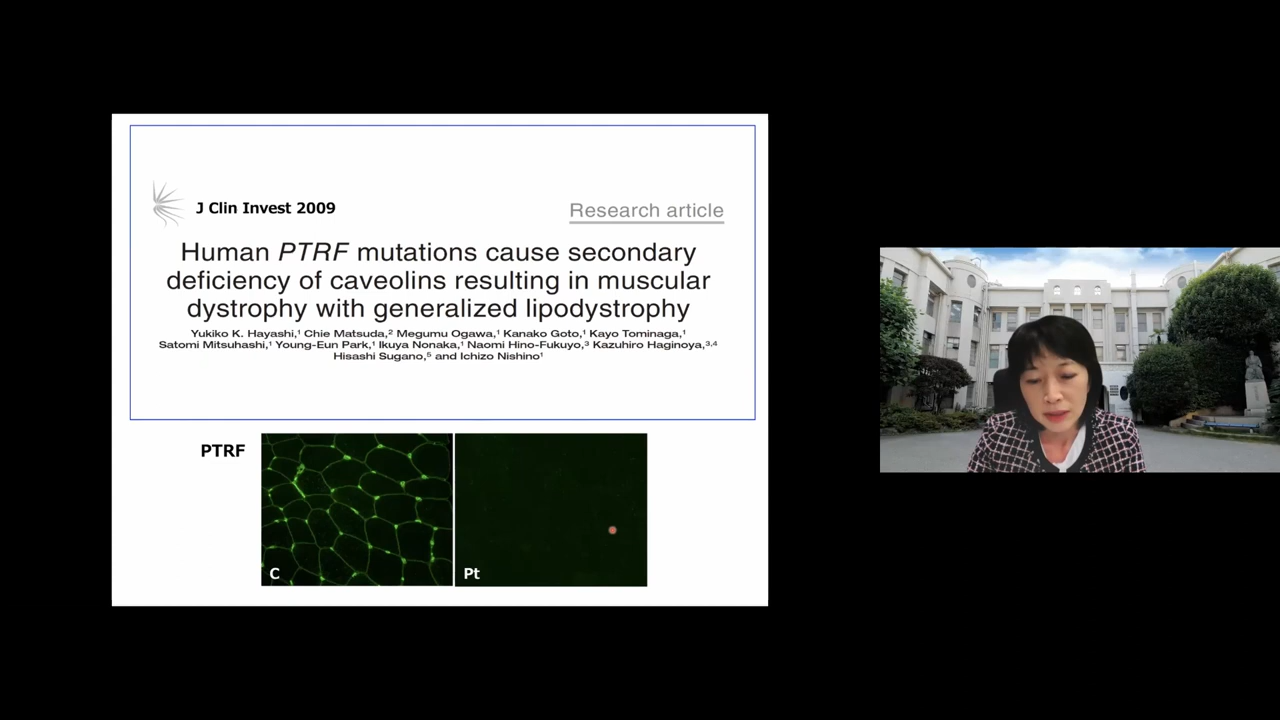 J Clin Invest 2009
Research article
Human PTRF mutations cause secondary
deficiency of caveolins resulting in muscular
dystrophy with generalized lipodystrophy
Yukiko K. Hayashi,¹ Chie Matsuda,² Megumu Ogawa,¹ Kanako Goto,¹ Kayo Tominaga,¹
Satomi Mitsuhashi,¹ Young-Eun Park,¹ Ikuya Nonaka,¹ Naomi Hino-Fukuyo,³ Kazuhiro Haginoya,³,⁴
Hisashi Sugano,⁵ and Ichizo Nishino¹
PTRF
C
Pt